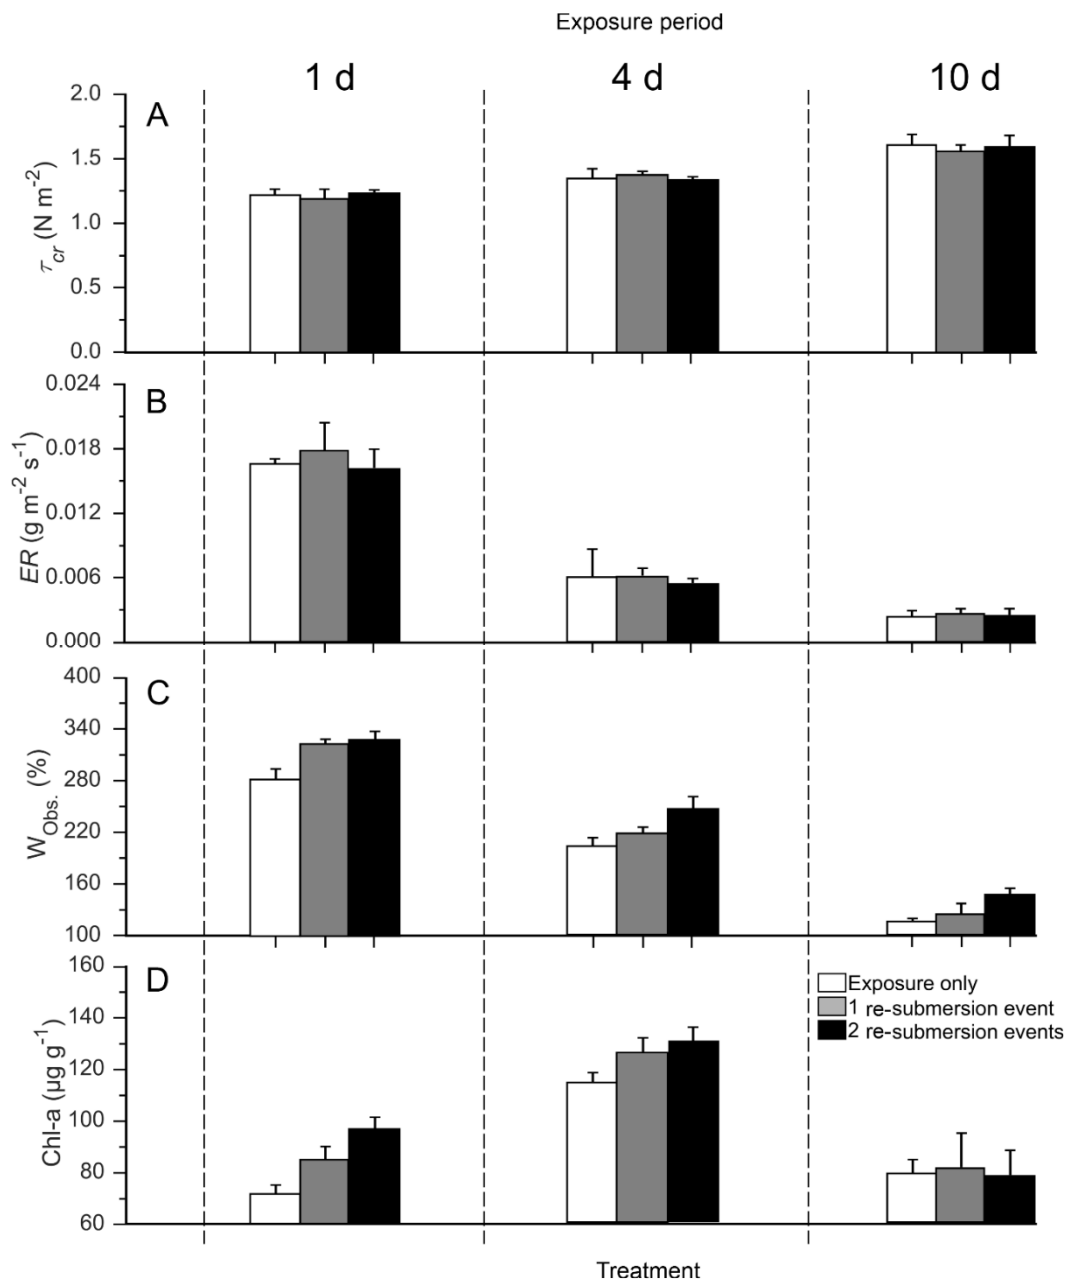 Exposure period
1 d 4 d 10 d
A
2.0
1.5
1.0
0.5
0.0
τcr (N m⁻²)
B
0.024
0.018
0.012
0.006
0.000
ER (g m⁻² s⁻¹)
C
400
340
280
220
160
100
WObs. (%)
D
160
140
120
100
80
60
Chl-a (µg g⁻¹)
Exposure only
1 re-submersion event
2 re-submersion events
Treatment